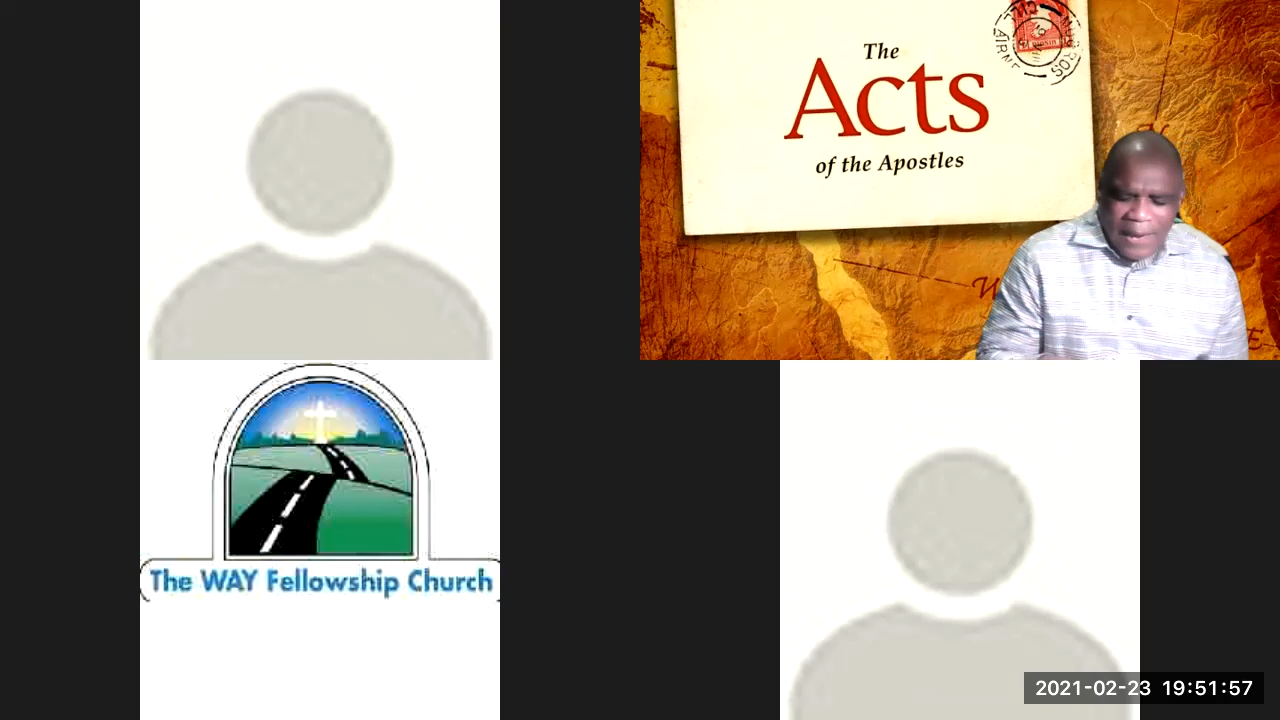 The
Acts
of the Apostles
The WAY Fellowship Church
2021-02-23 19:51:57